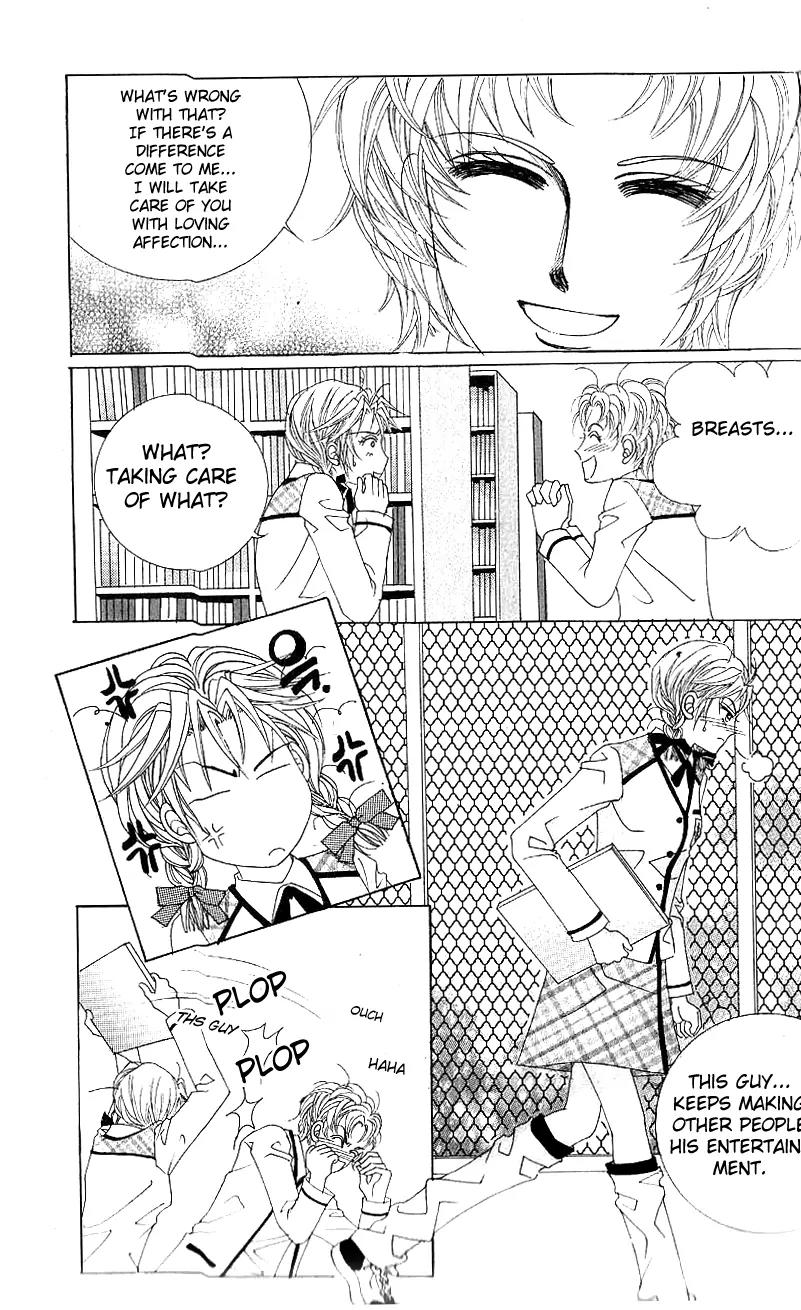 WHAT'S WRONG
WITH THAT?
IF THERE'S A
DIFFERENCE
COME TO ME...
I WILL TAKE
CARE OF YOU
WITH LOVING
AFFECTION...
WHAT?
TAKING CARE
OF WHAT?
BREASTS...
PLOP
THS GUY
PLOP
OUCH
HAHA
THIS GUY...
KEEPS MAKING
OTHER PEOPLE
HIS ENTERTAIN
MENT.